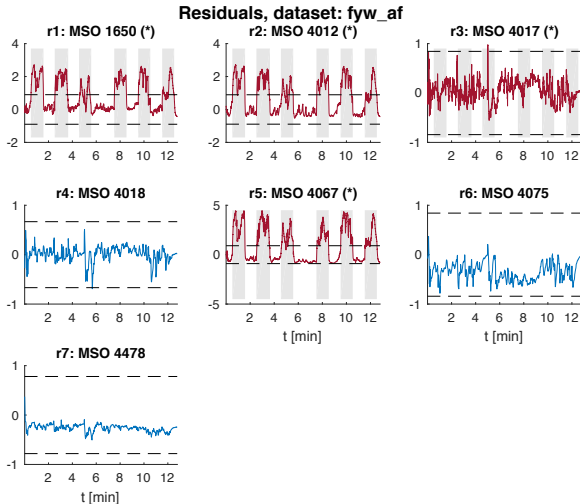 Residuals, dataset: fyw_af
r1: MSO 1650 (*)
r2: MSO 4012 (*)
r3: MSO 4017 (*)
4
2
0
-2
2 4 6 8 10 12
4
2
0
-2
2 4 6 8 10 12
1
0
-1
2 4 6 8 10 12
r4: MSO 4018
r5: MSO 4067 (*)
r6: MSO 4075
1
0
-1
2 4 6 8 10 12
5
0
-5
2 4 6 8 10 12
t [min]
1
0
-1
2 4 6 8 10 12
t [min]
r7: MSO 4478
1
0
-1
2 4 6 8 10 12
t [min]